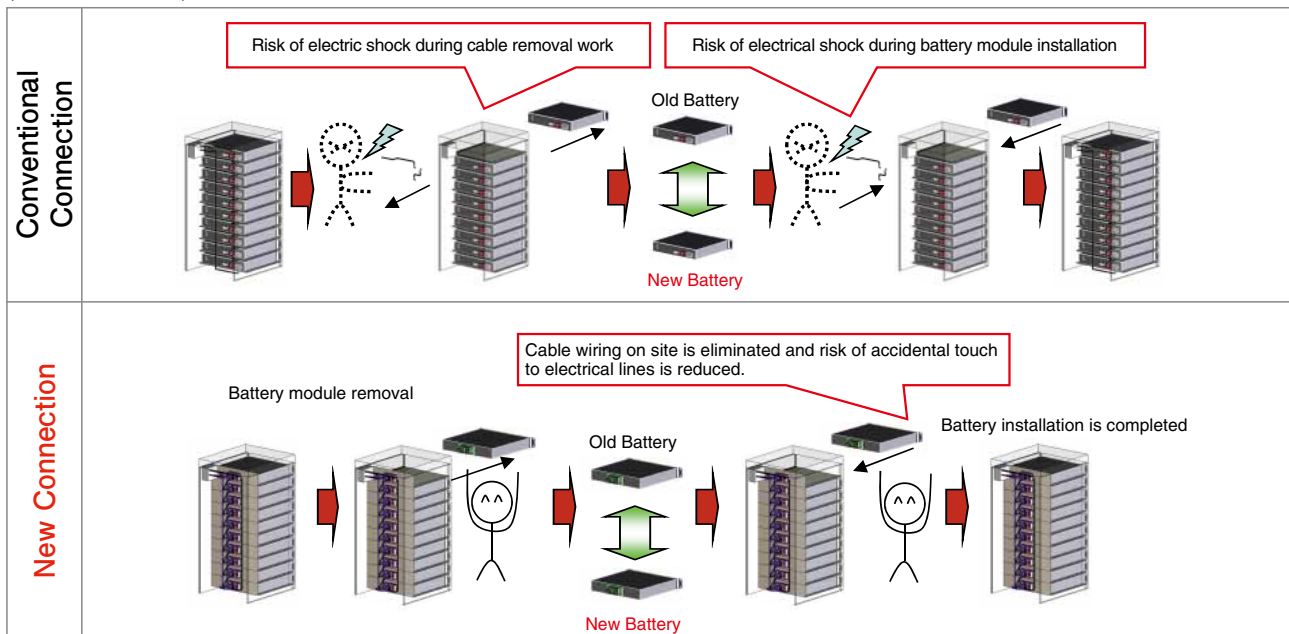 Conventional
Connection
Risk of electric shock during cable removal work
Risk of electrical shock during battery module installation
Old Battery
New Battery
New Connection
Cable wiring on site is eliminated and risk of accidental touch
to electrical lines is reduced.
Battery module removal
Old Battery
Battery installation is completed
New Battery